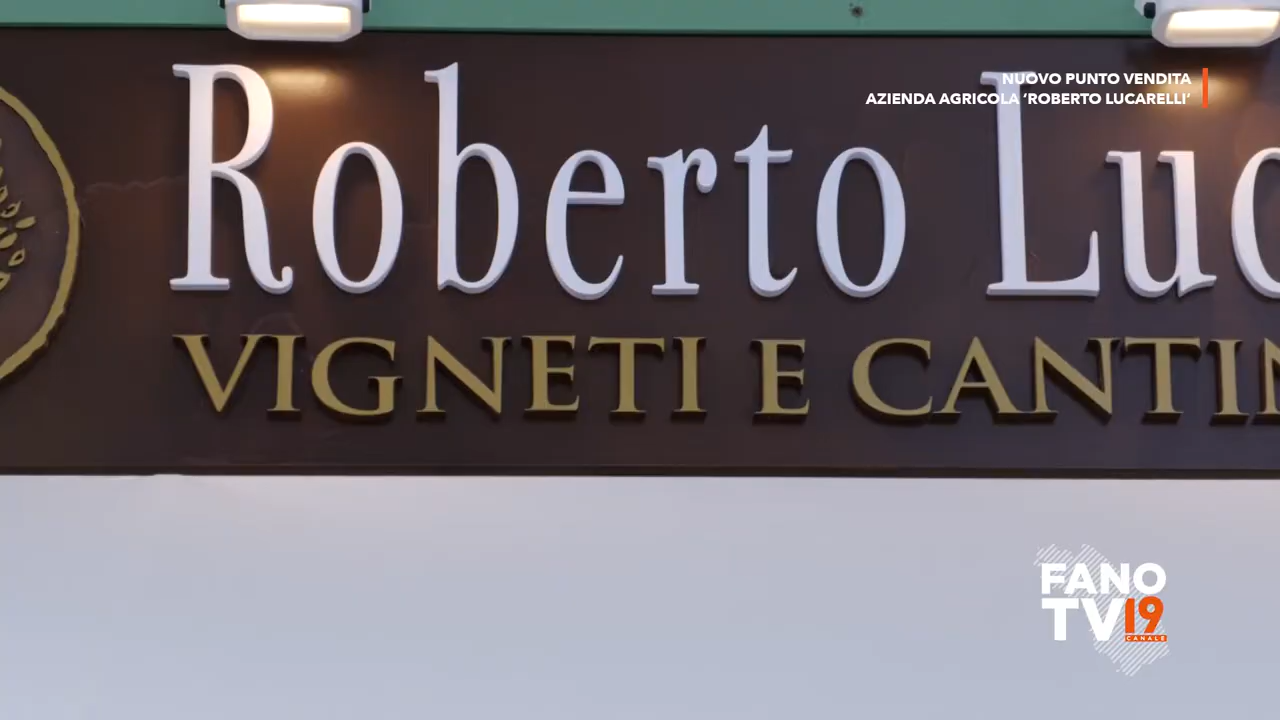 NUOVO PUNTO VENDITA
AZIENDA AGRICOLA ‘ROBERTO LUCARELLI’
Roberto Luc
VIGNETI E CANTIN
FANO
TV19
CANALE